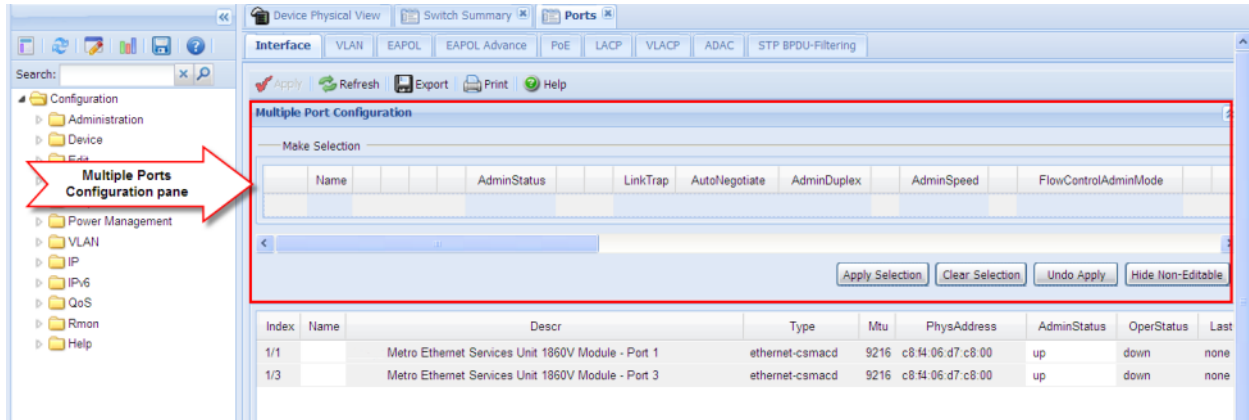 Device Physical View
Switch Summary
Ports
Search:
Configuration
Administration
Device
Multiple Ports
Configuration pane
Power Management
VLAN
IP
IPv6
QoS
Rmon
Help
Interface VLAN EAPOL EAPOL Advance PoE LACP VLACP ADAC STP BPDU-Filtering
Apply Refresh Export Print Help
Multiple Port Configuration
Make Selection
Name AdminStatus LinkTrap AutoNegotiate AdminDuplex AdminSpeed FlowControlAdminMode
Apply Selection Clear Selection Undo Apply Hide Non-Editable
Index Name Descr Type Mtu PhysAddress AdminStatus OperStatus Last
1/1 Metro Ethernet Services Unit 1860V Module - Port 1 ethernet-csmacd 9216 c8:f4:06:d7:c8:00 up down none
1/3 Metro Ethernet Services Unit 1860V Module - Port 3 ethernet-csmacd 9216 c8:f4:06:d7:c8:00 up down none